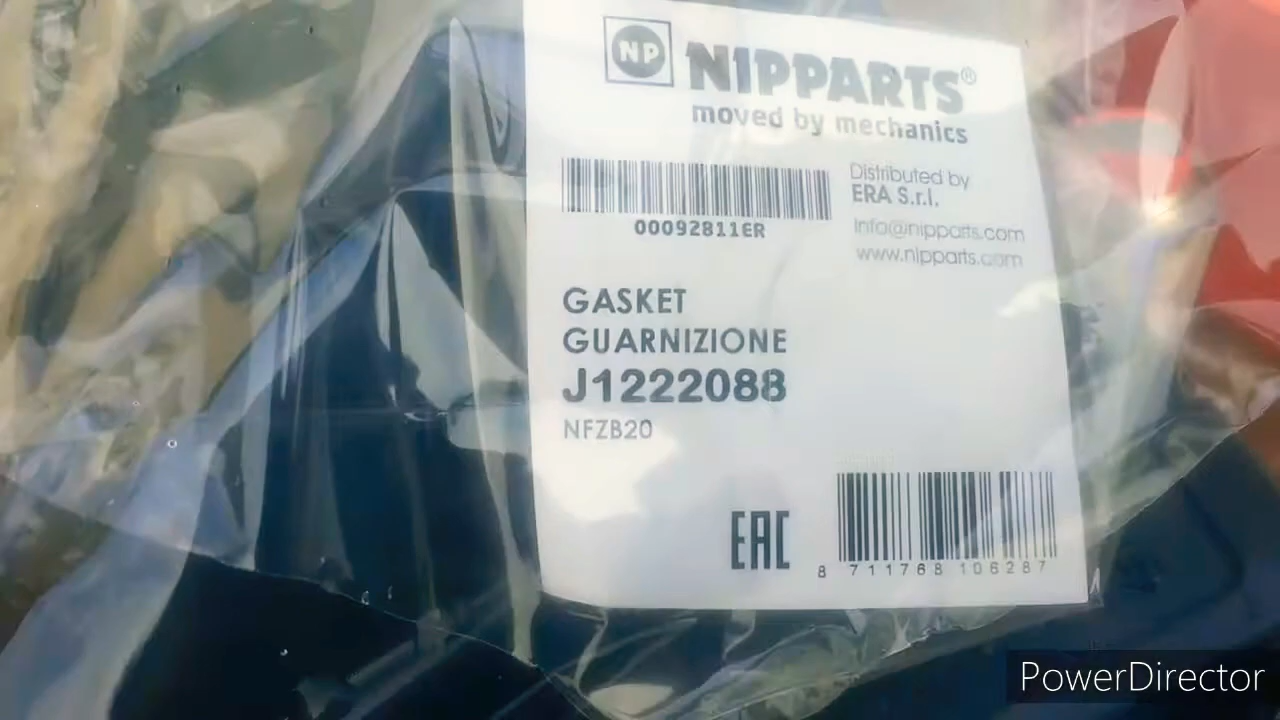 NP NIPPARTS®
moved by mechanics
00092811ER
Distributed by
ERA S.r.l.
info@nipparts.com
www.nipparts.com
GASKET
GUARNIZIONE
J1222088
NFZB20
EAC
8 711768 106287
PowerDirector